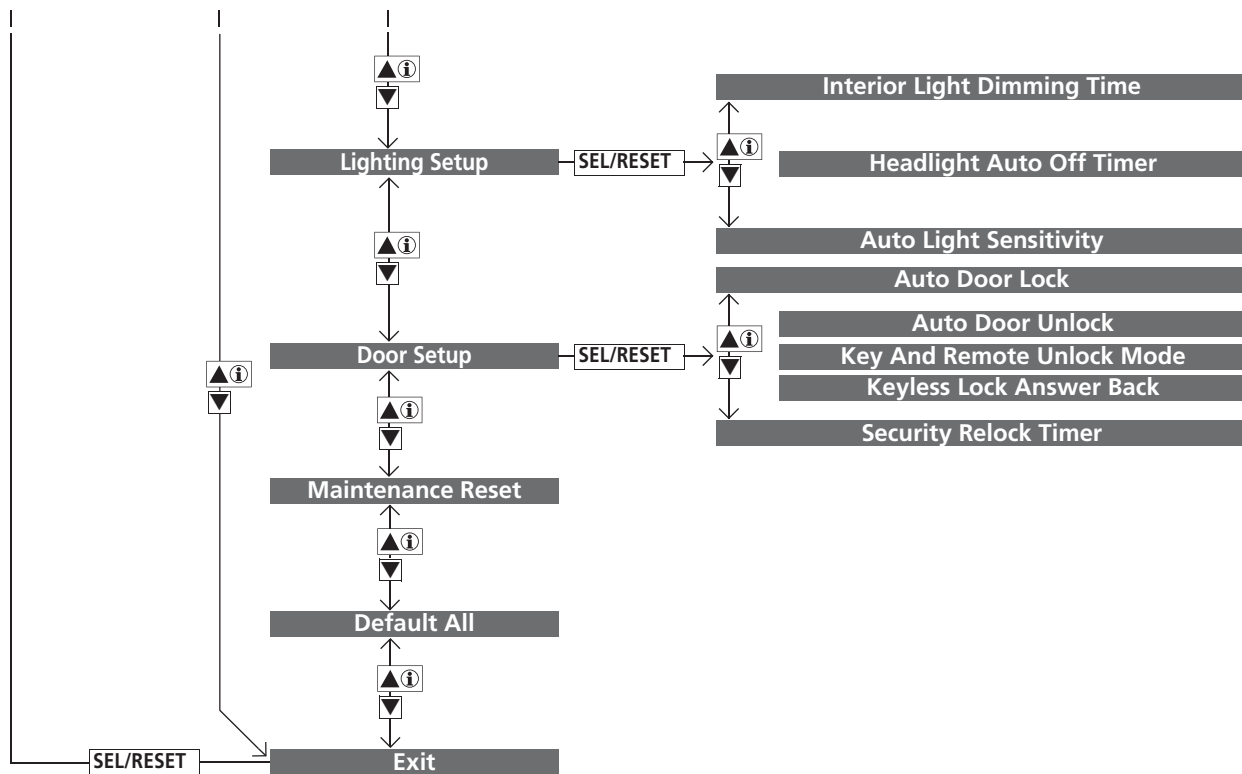 Interior Light Dimming Time
Lighting Setup
SEL/RESET
Headlight Auto Off Timer
Auto Light Sensitivity
Auto Door Lock
Auto Door Unlock
Door Setup
SEL/RESET
Key And Remote Unlock Mode
Keyless Lock Answer Back
Security Relock Timer
Maintenance Reset
Default All
SEL/RESET
Exit